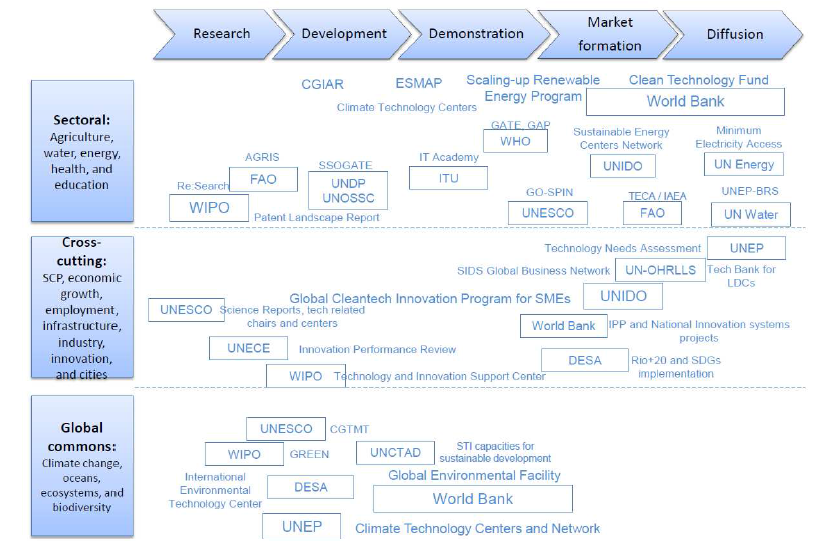 Research
Development
Demonstration
Market
formation
Diffusion
Sectoral:
Agriculture,
water, energy,
health, and
education
CGIAR
ESMAP
Scaling-up Renewable
Energy Program
Clean Technology Fund
World Bank
Climate Technology Centers
GATE, GAP
WHO
Sustainable Energy
Centers Network
UNIDO
Minimum
Electricity Access
UN Energy
AGRIS
FAO
SSOGATE
UNDP
UNOSSC
IT Academy
ITU
Re:Search
WIPO
Patent Landscape Report
GO-SPIN
UNESCO
TECA / IAEA
FAO
UNEP-BRS
UN Water
Cross-
cutting:
SCP, economic
growth,
employment,
infrastructure,
industry,
innovation,
and cities
Technology Needs Assessment
UNEP
SIDS Global Business Network
UN-OHRLLS
Tech Bank for
LDCs
Global Cleantech Innovation Program for SMEs
UNIDO
UNESCO
Science Reports, tech related
chairs and centers
World Bank
IPP and National Innovation systems
projects
UNECE
Innovation Performance Review
DESA
Rio+20 and SDGs
implementation
WIPO
Technology and Innovation Support Center
Global
commons:
Climate change,
oceans,
ecosystems, and
biodiversity
UNESCO
CGTMT
WIPO
GREEN
UNCTAD
STI capacities for
sustainable development
International
Environmental
Technology Center
DESA
Global Environmental Facility
World Bank
UNEP
Climate Technology Centers and Network